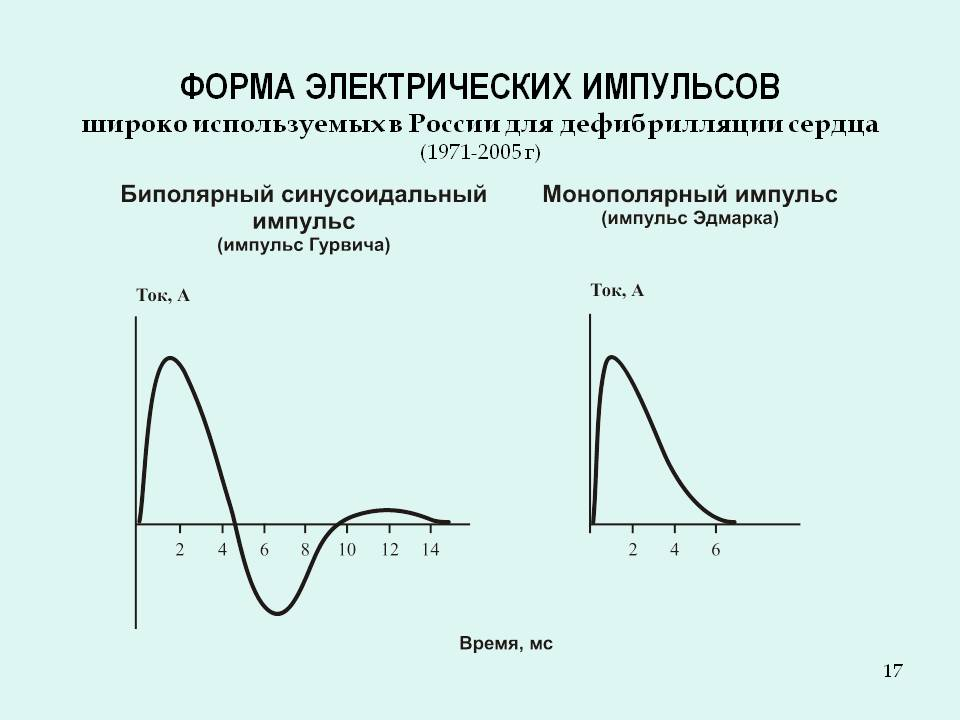 ФОРМА ЭЛЕКТРИЧЕСКИХ ИМПУЛЬСОВ
широко используемых в России для дефибрилляции сердца
(1971-2005 г)
Биполярный синусоидальный
импульс
(импульс Гурвича)
Монополярный импульс
(импульс Эдмарка)
Ток, А
2 4 6 8 10 12 14
Ток, А
2 4 6
Время, мс
17